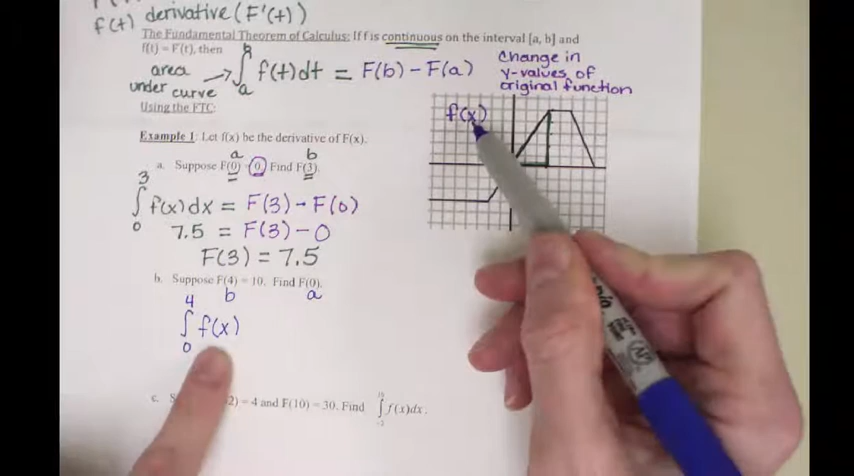 f(t) derivative (F'(t))
The Fundamental Theorem of Calculus: If f is continuous on the interval [a, b] and
f(t) = F'(t), then
area
under curve
∫ₐᵇ f(t)dt = F(b) - F(a)
Change in
y-values of
original function
Using the FTC:
f(x)
Example 1: Let f(x) be the derivative of F(x).
a b
a. Suppose F(0) = 0. Find F(3).
∫₀³ f(x)dx = F(3) - F(0)
7.5 = F(3) - 0
F(3) = 7.5
b. Suppose F(4) = 10. Find F(0).
b a
∫₀⁴ f(x)
c. S 2) = 4 and F(10) = 30. Find ∫ f(x)dx.